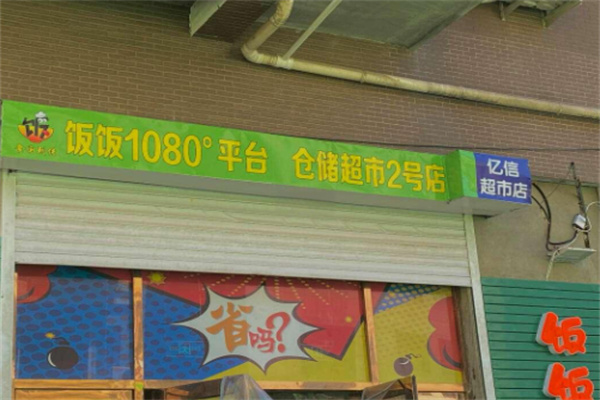 饭饭1080°平台 仓储超市2号店
亿信
超市店
省吗?
饭
饭